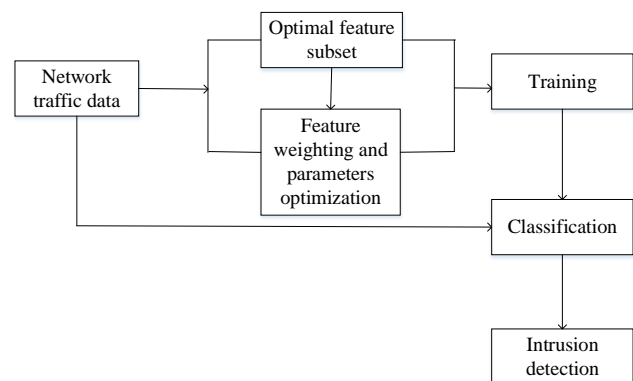 Optimal feature
subset
Network
traffic data
Training
Feature
weighting and
parameters
optimization
Classification
Intrusion
detection